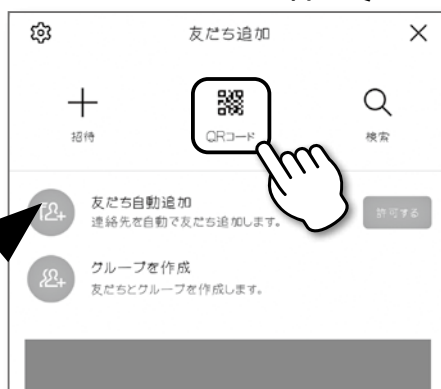 友だち追加
招待
QRコード
検索
友だち自動追加
連絡先を自動で友だち追加します。
許可する
グループを作成
友だちとグループを作成します。